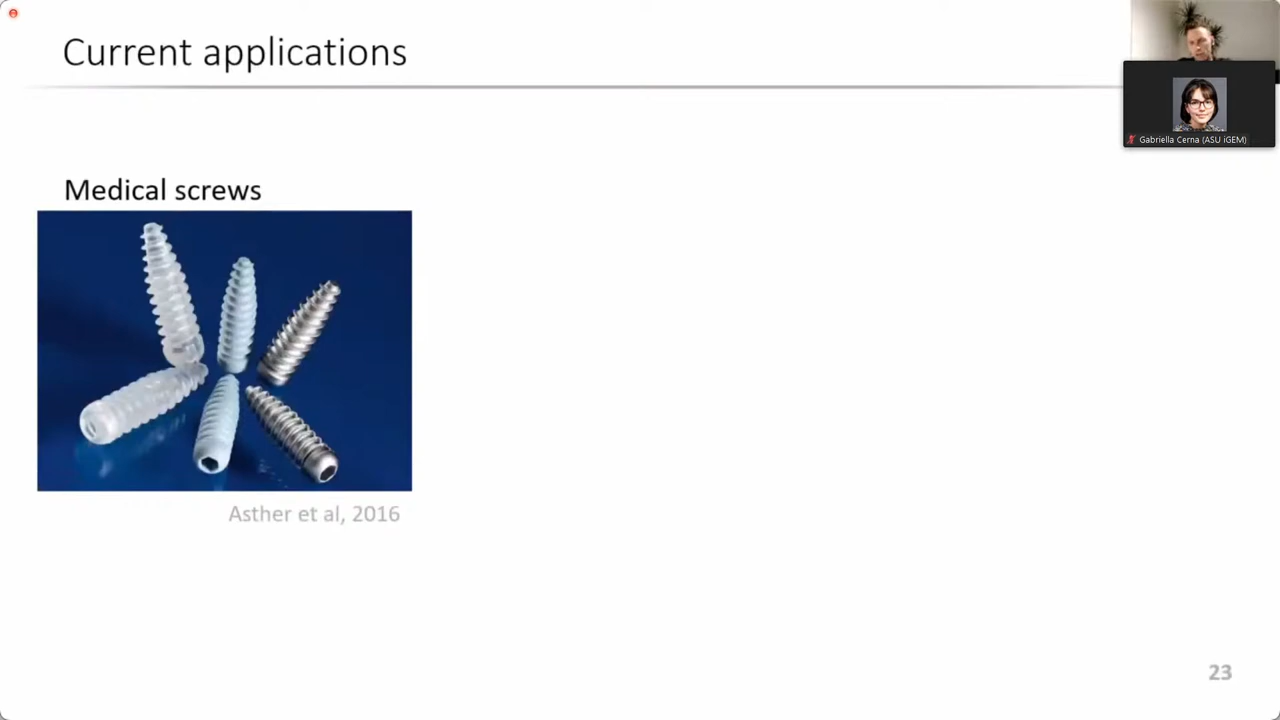 Current applications
Gabriella Cerna (ASU iGEM)
Medical screws
Asther et al, 2016
23